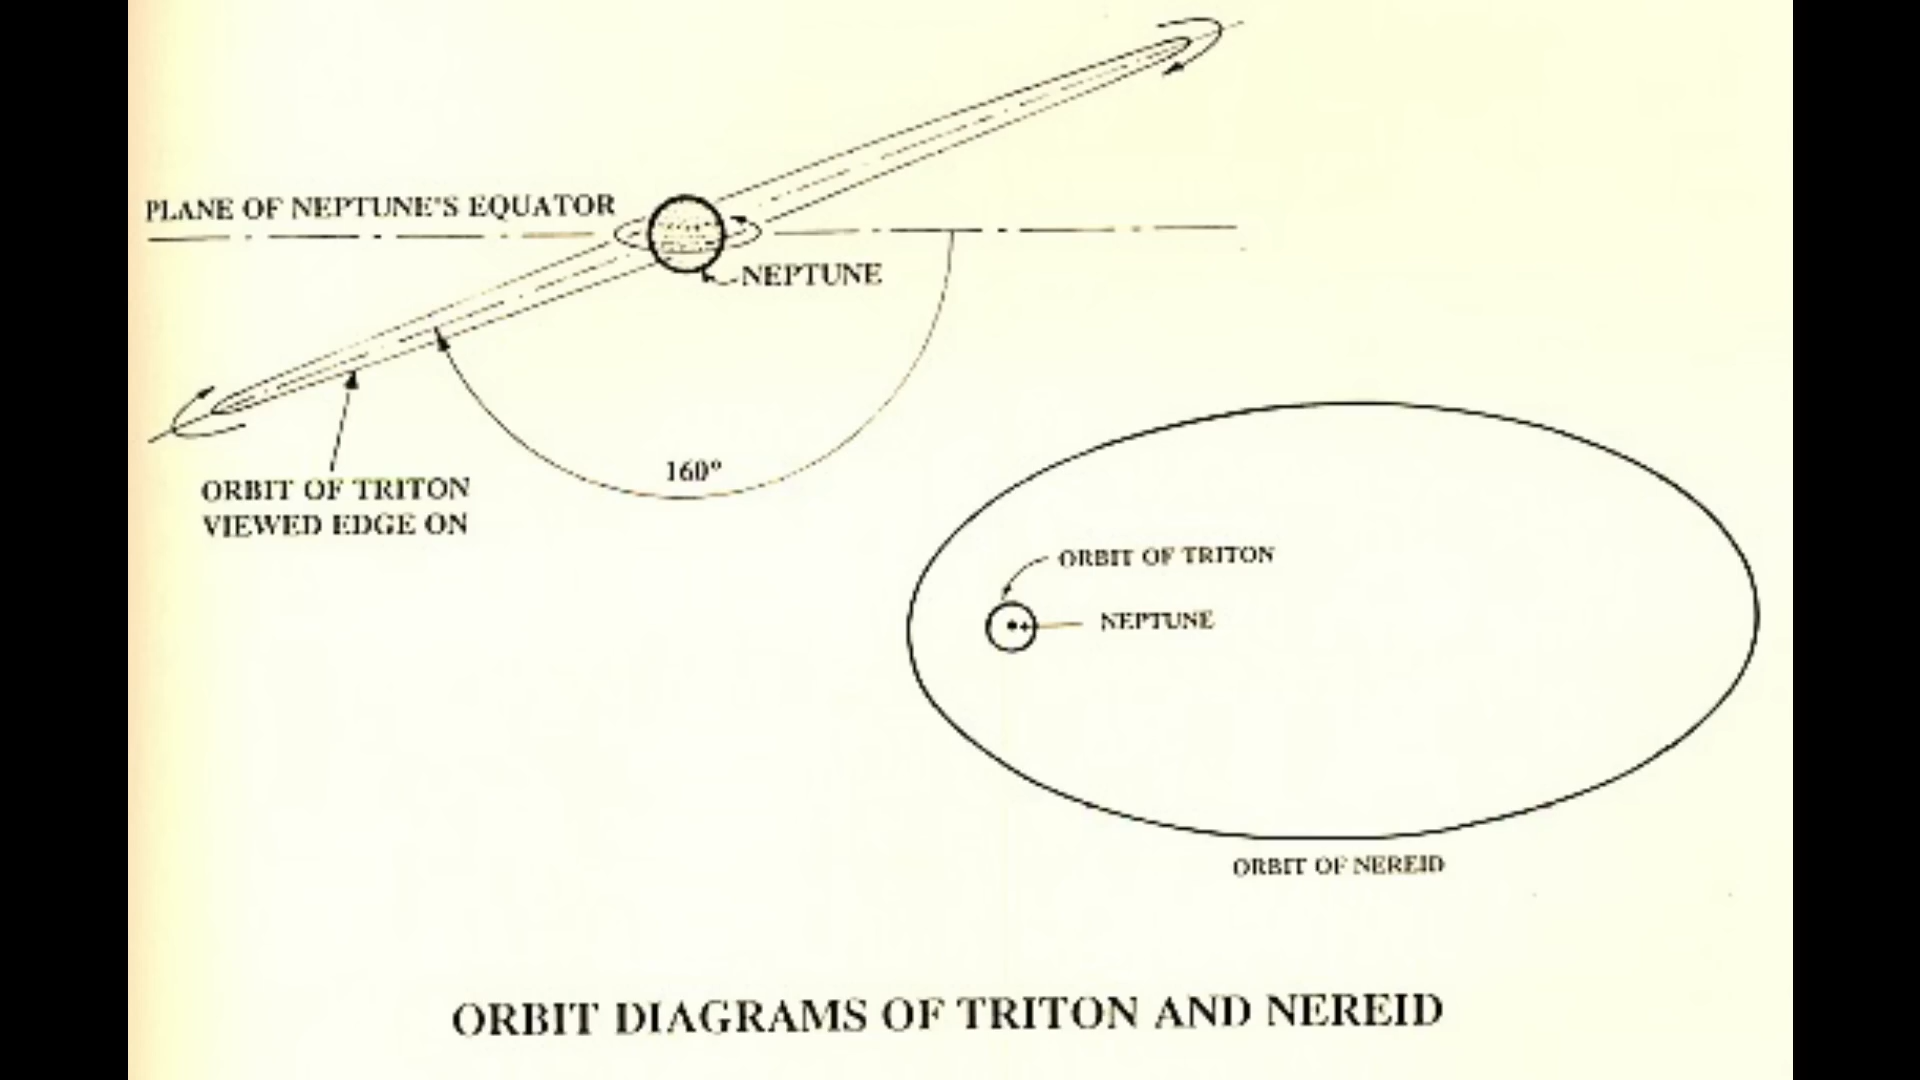 PLANE OF NEPTUNE'S EQUATOR
NEPTUNE
160°
ORBIT OF TRITON
VIEWED EDGE ON
ORBIT OF TRITON
NEPTUNE
ORBIT OF NEREID
ORBIT DIAGRAMS OF TRITON AND NEREID